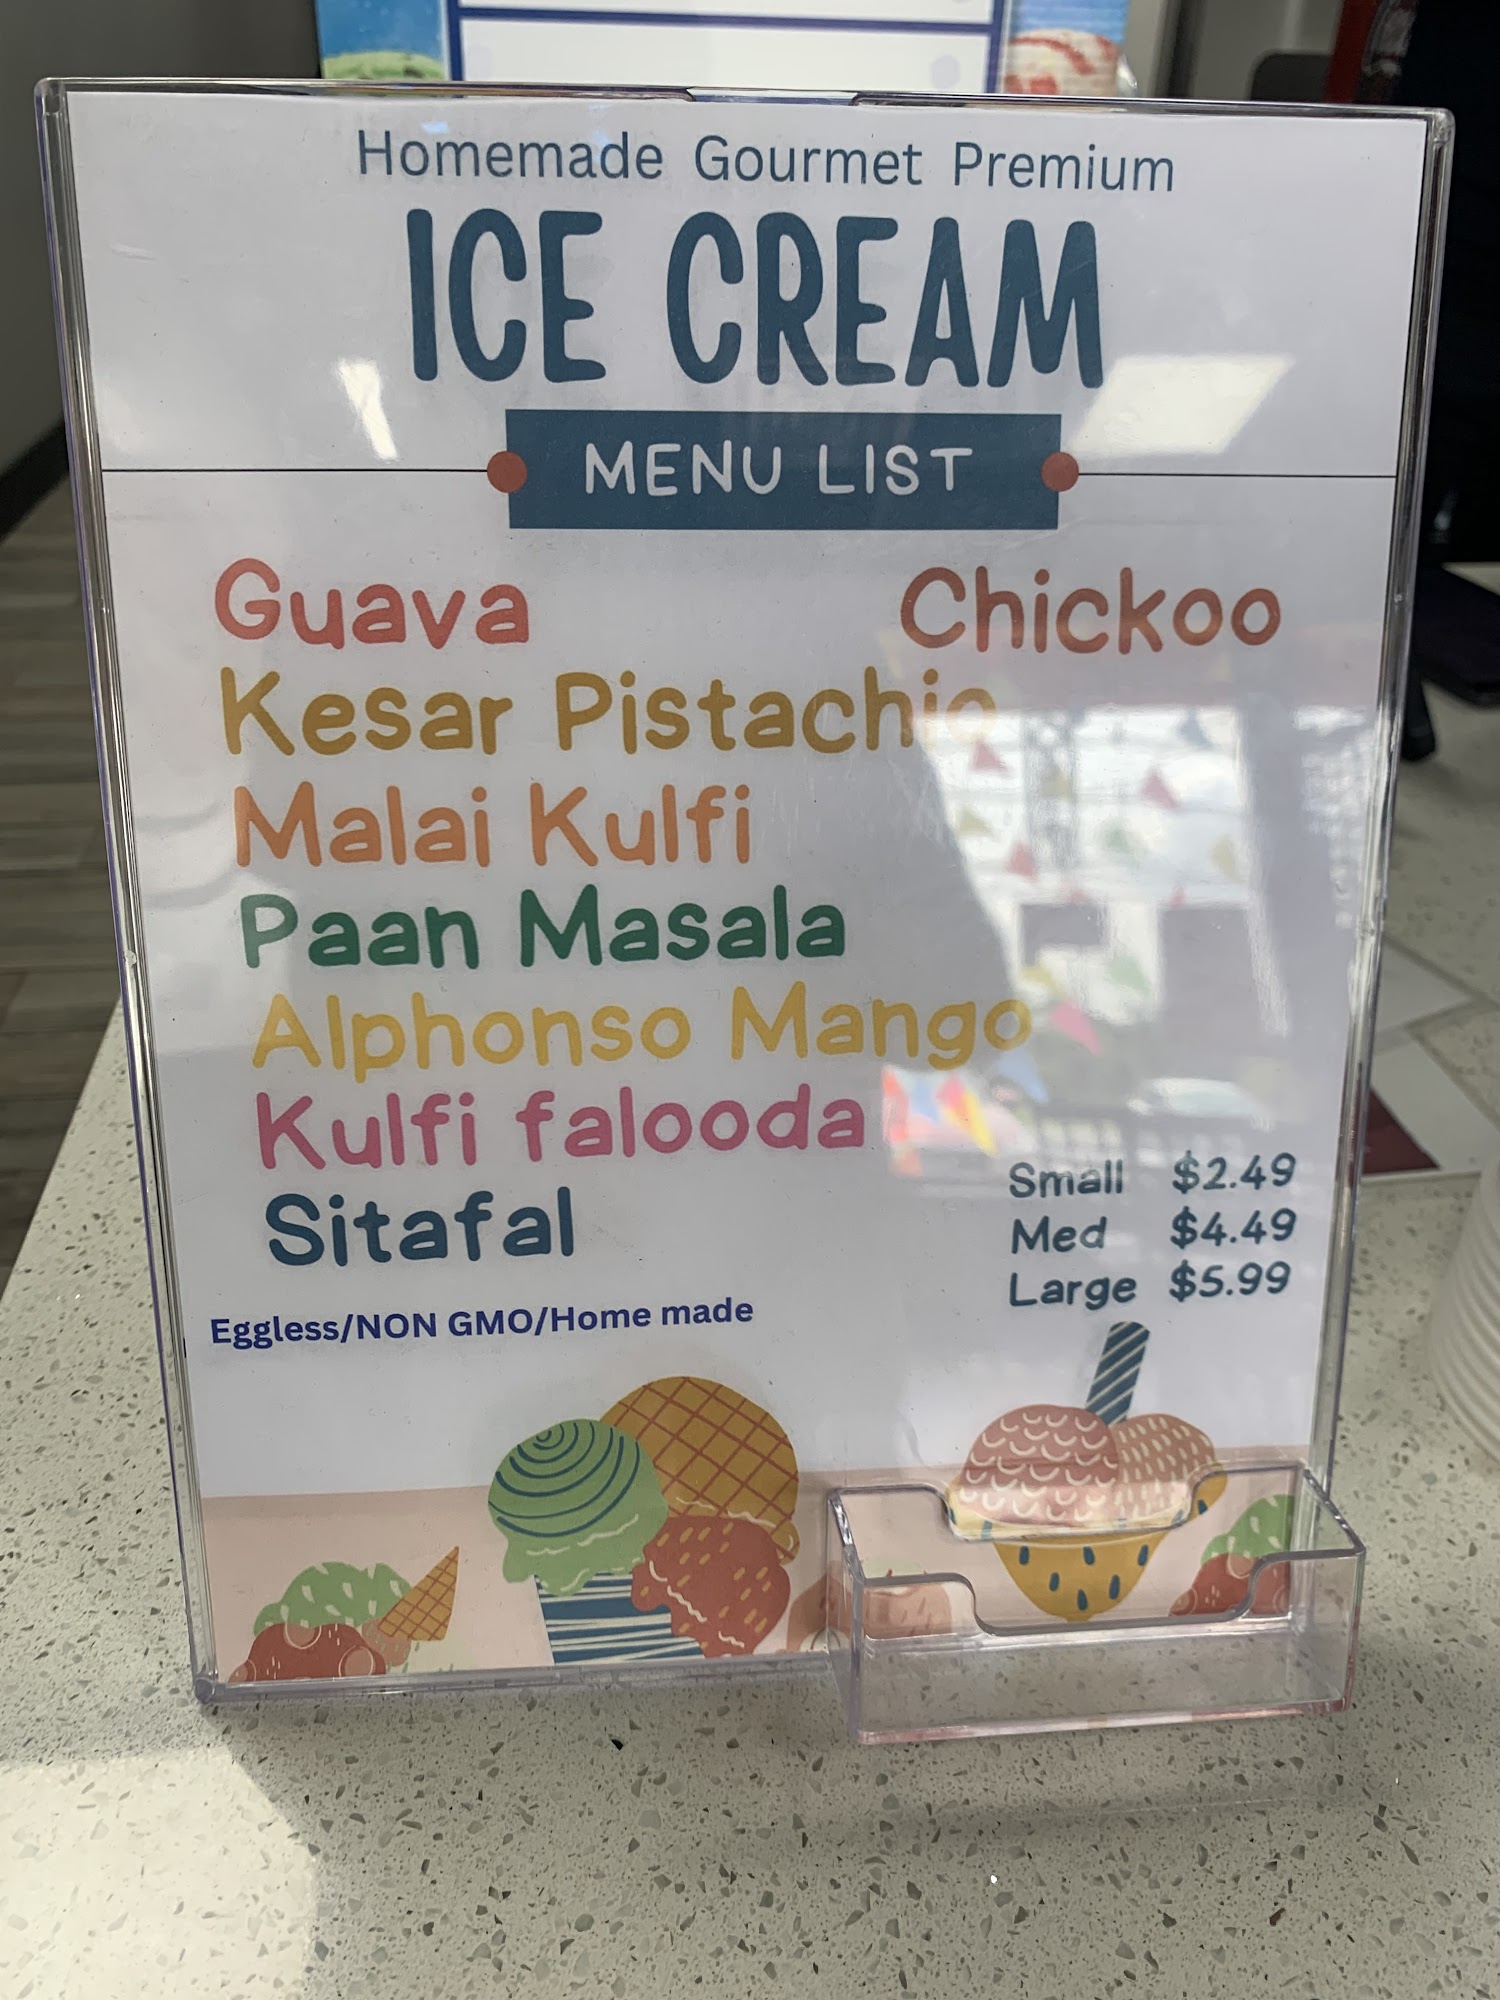 Homemade Gourmet Premium
ICE CREAM
MENU LIST
Guava Chickoo
Kesar Pistachio
Malai Kulfi
Paan Masala
Alphonso Mango
Kulfi falooda
Sitafal
Small $2.49
Med $4.49
Large $5.99
Eggless/NON GMO/Home made